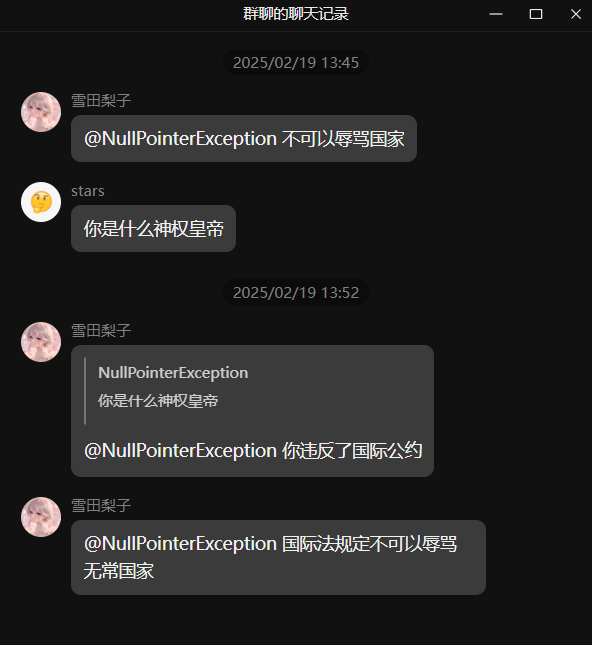 群聊的聊天记录
2025/02/19 13:45
雪田梨子
@NullPointerException 不可以辱骂国家
stars
你是什么神权皇帝
2025/02/19 13:52
雪田梨子
NullPointerException
你是什么神权皇帝
@NullPointerException 你违反了国际公约
雪田梨子
@NullPointerException 国际法规定不可以辱骂
无常国家